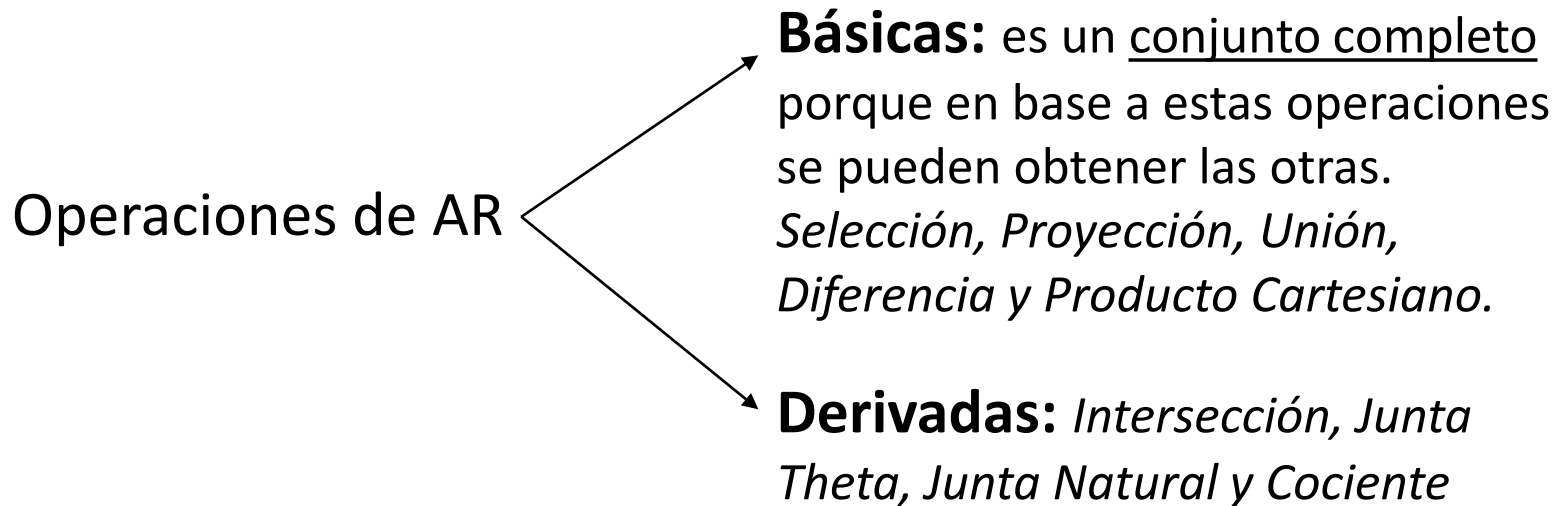 Operaciones de AR
Básicas: es un conjunto completo
porque en base a estas operaciones
se pueden obtener las otras.
Selección, Proyección, Unión,
Diferencia y Producto Cartesiano.
Derivadas: Intersección, Junta
Theta, Junta Natural y Cociente